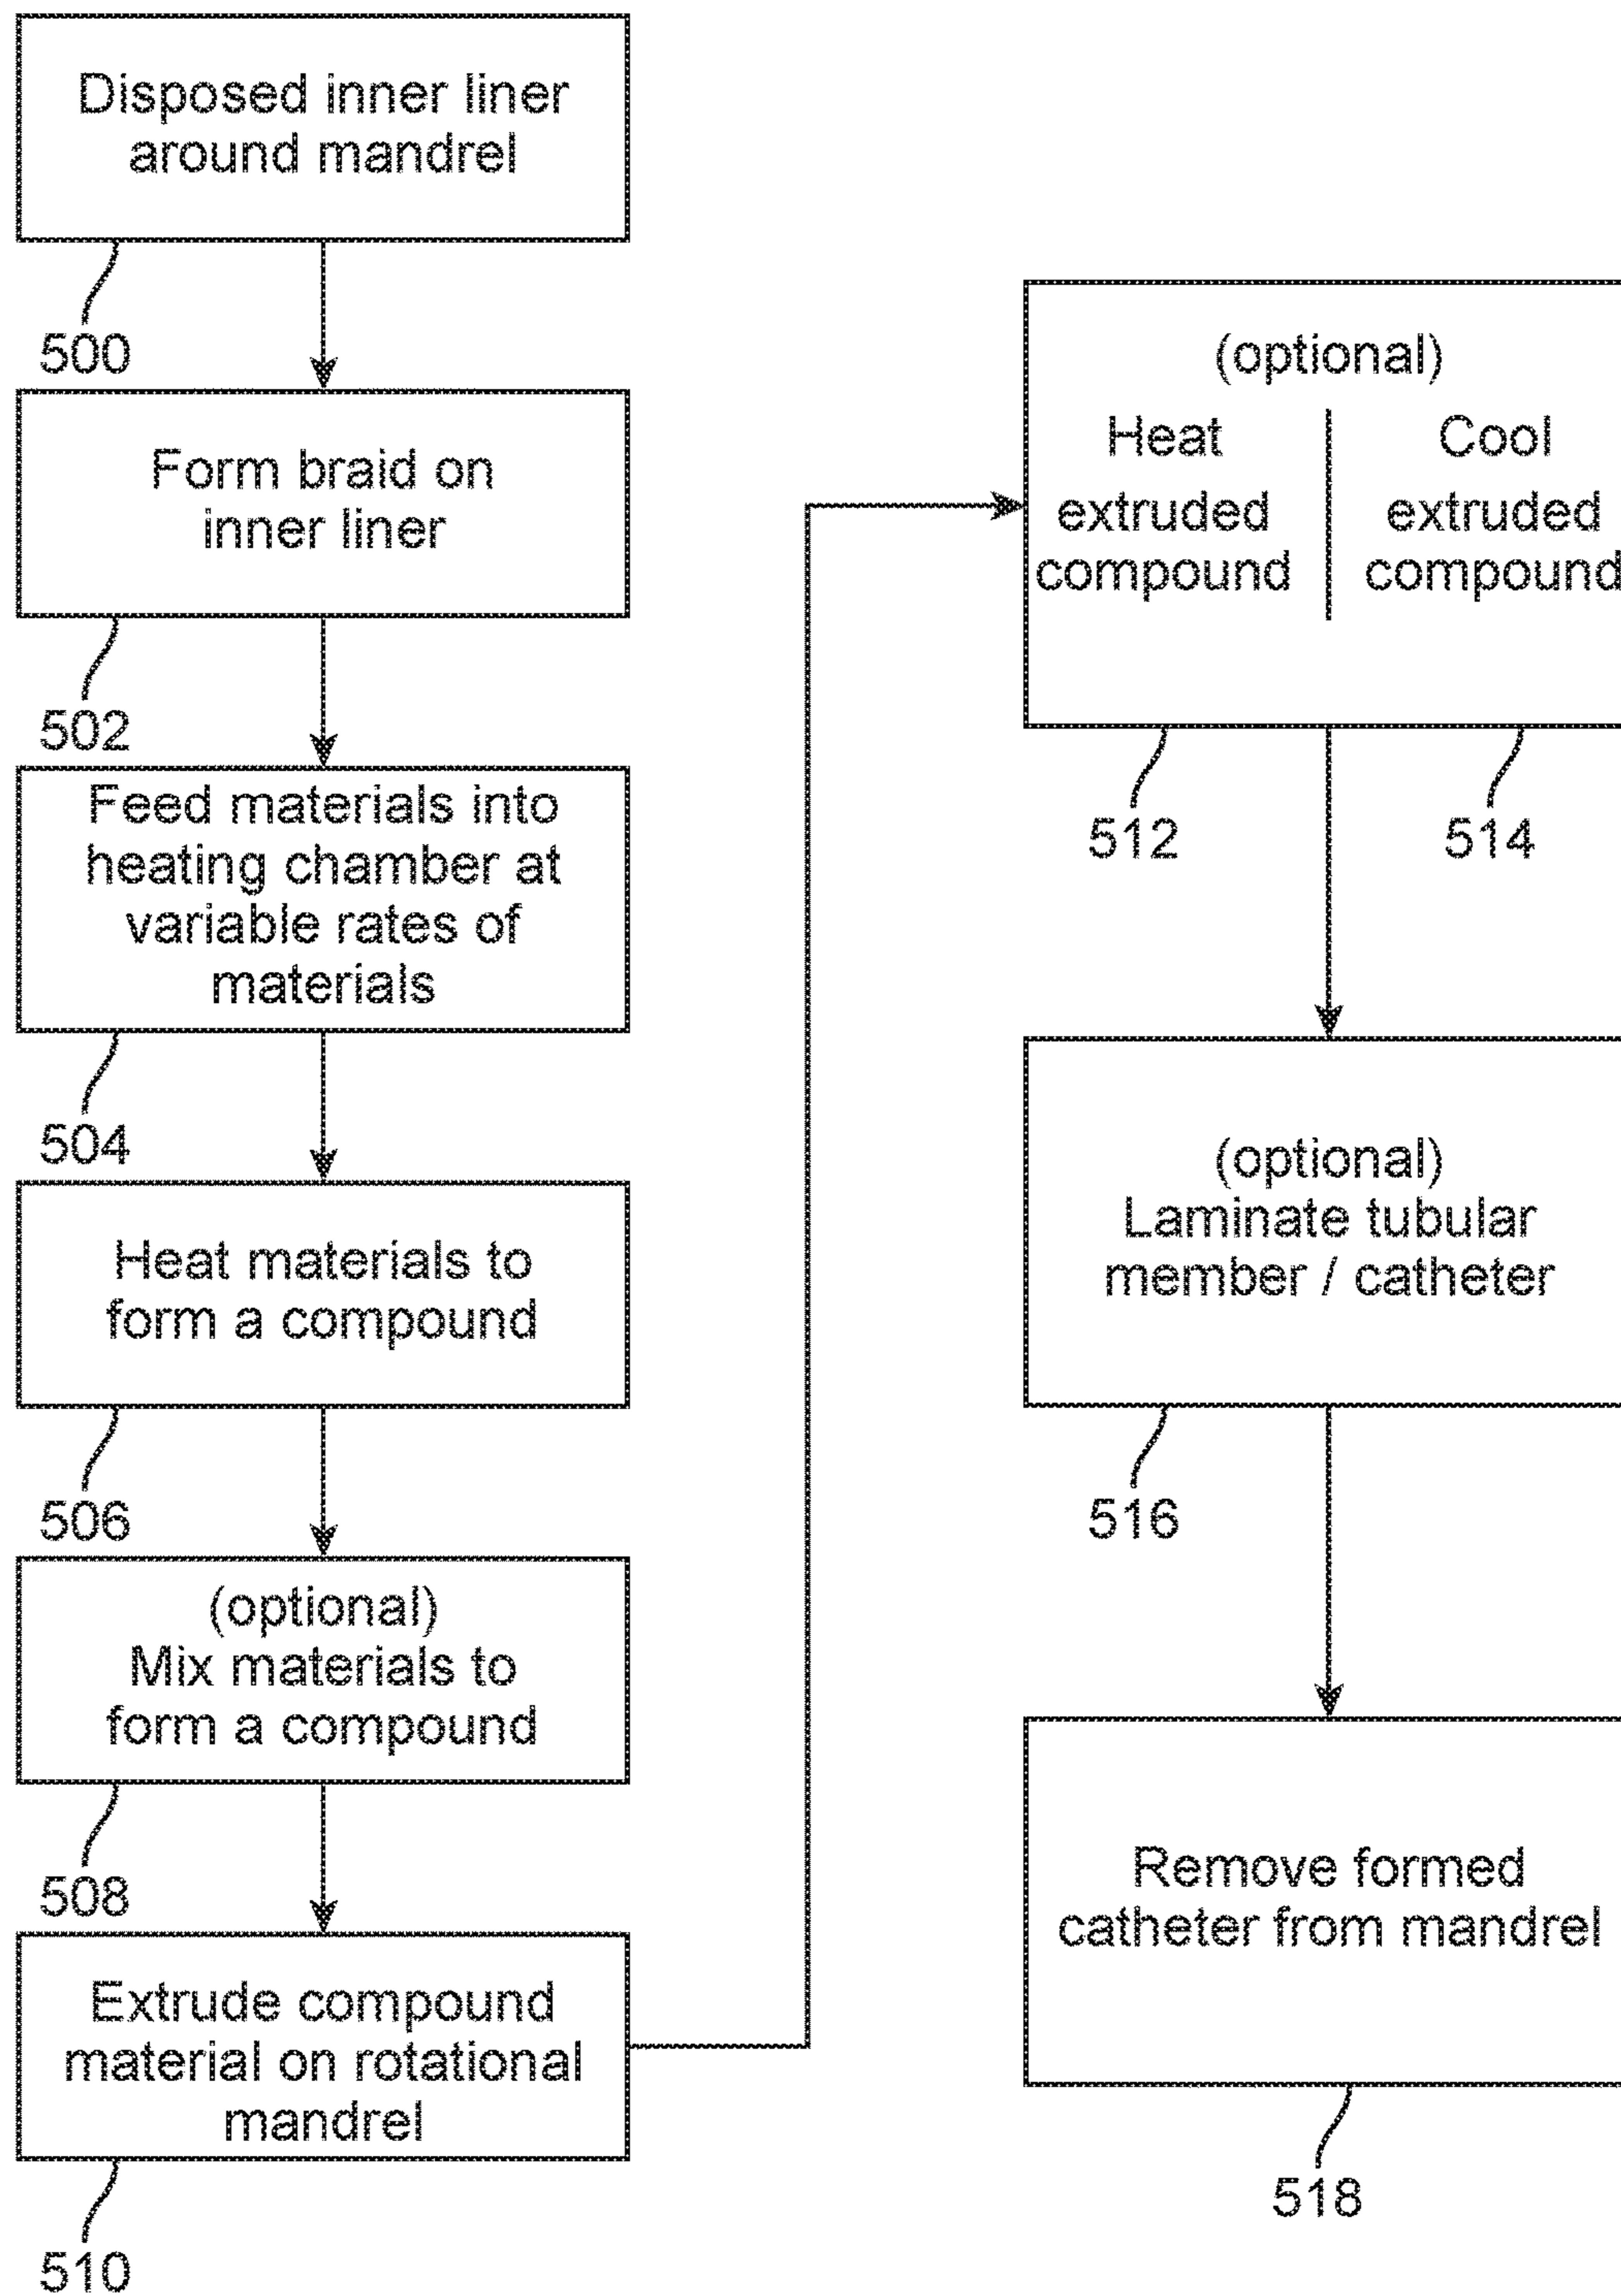 Disposed inner liner
around mandrel
500
Form braid on
inner liner
502
Feed materials into
heating chamber at
variable rates of
materials
504
Heat materials to
form a compound
506
(optional)
Mix materials to
form a compound
508
Extrude compound
material on rotational
mandrel
510
(optional)
Heat
extruded
compound
512
Cool
extruded
compound
514
(optional)
Laminate tubular
member / catheter
516
Remove formed
catheter from mandrel
518